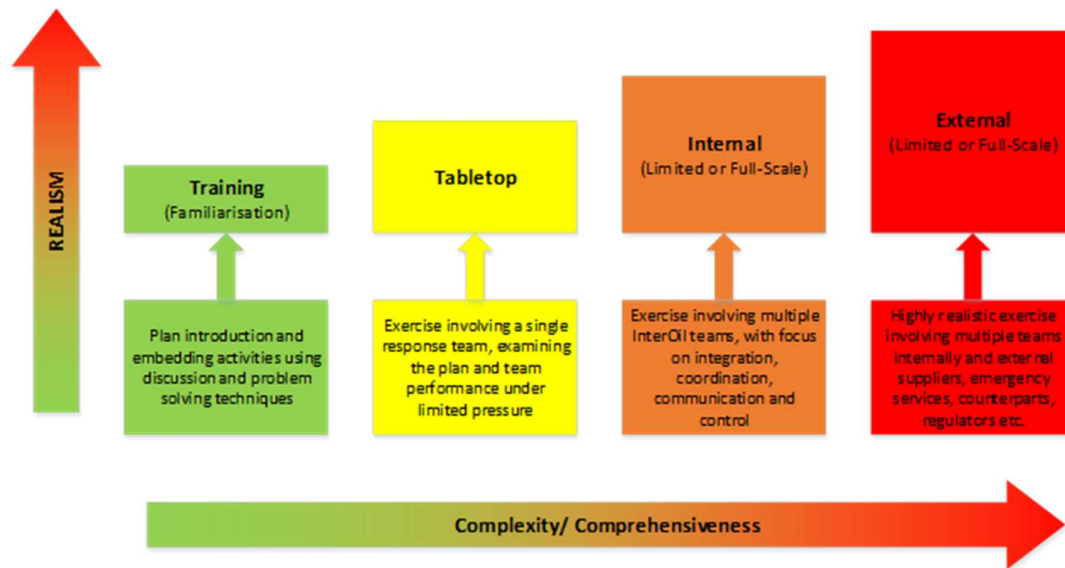 REALISM
Training
(Familiarisation)
Tabletop
Internal
(Limited or Full-Scale)
External
(Limited or Full-Scale)
Plan introduction and
embedding activities using
discussion and problem
solving techniques
Exercise involving a single
response team, examining
the plan and team
performance under
limited pressure
Exercise involving multiple
InterOil teams, with focus
on integration,
coordination,
communication and
control
Highly realistic exercise
involving multiple teams
internally and external
suppliers, emergency
services, counterparts,
regulators etc.
Complexity/ Comprehensiveness